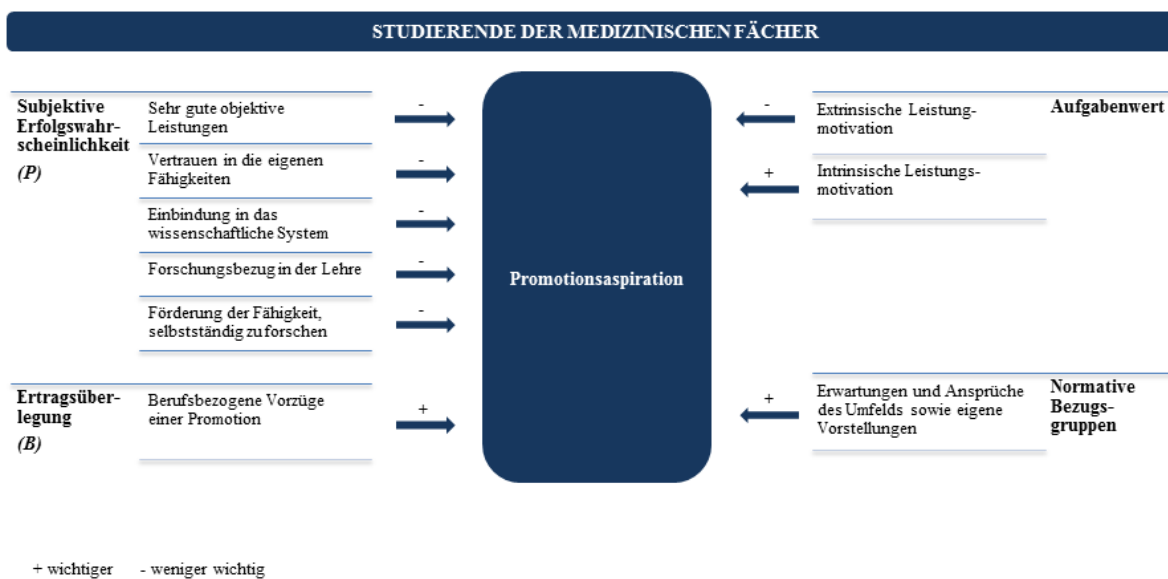 STUDIERENDE DER MEDIZINISCHEN FÄCHER
Subjektive
Erfolgswahr-
scheinlichkeit
(P)
Sehr gute objektive
Leistungen
-
Vertrauen in die eigenen
Fähigkeiten
-
Einbindung in das
wissenschaftliche System
-
Forschungsbezug in der Lehre
-
Förderung der Fähigkeit,
selbstständig zu forschen
-
Ertragsüber-
legung
(B)
Berufsbezogene Vorzüge
einer Promotion
+
Promotionsaspiration
-
Extrinsische Leistung-
motivation
Aufgabenwert
+
Intrinsische Leistungs-
motivation
+
Erwartungen und Ansprüche
des Umfelds sowie eigene
Vorstellungen
Normative
Bezugs-
gruppen
+ wichtiger - weniger wichtig